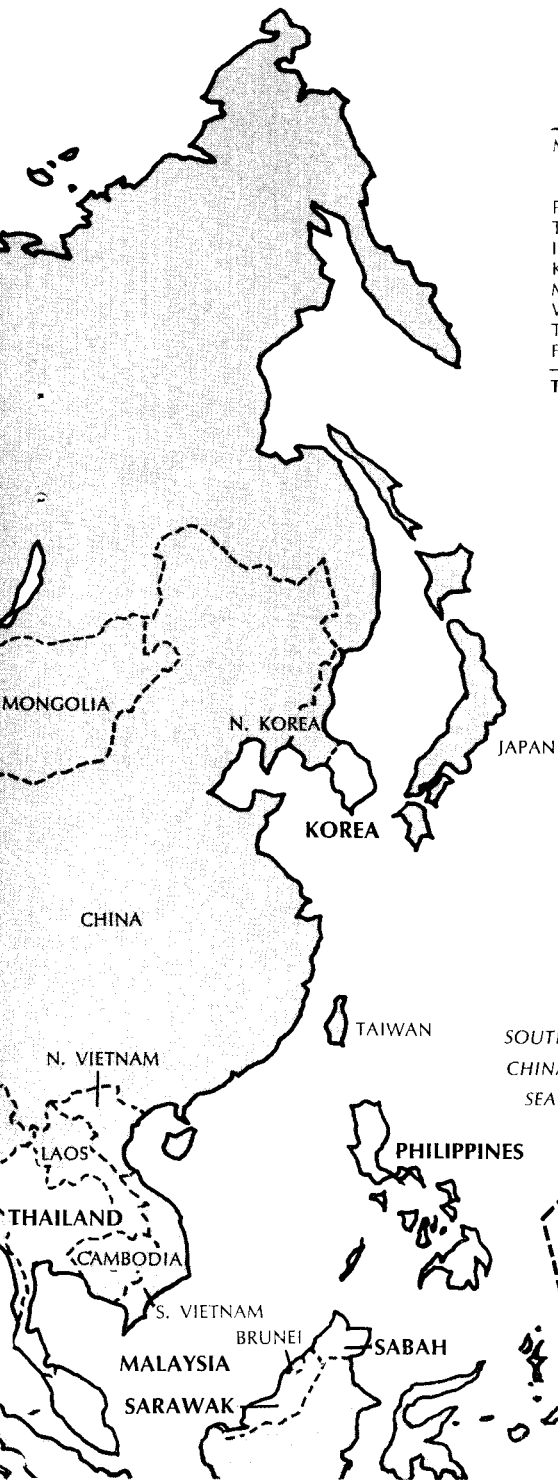 MONGOLIA
N. KOREA
JAPAN
KOREA
CHINA
TAIWAN
N. VIETNAM
LAOS
PHILIPPINES
THAILAND
CAMBODIA
S. VIETNAM
BRUNEI
MALAYSIA
SABAH
SARAWAK